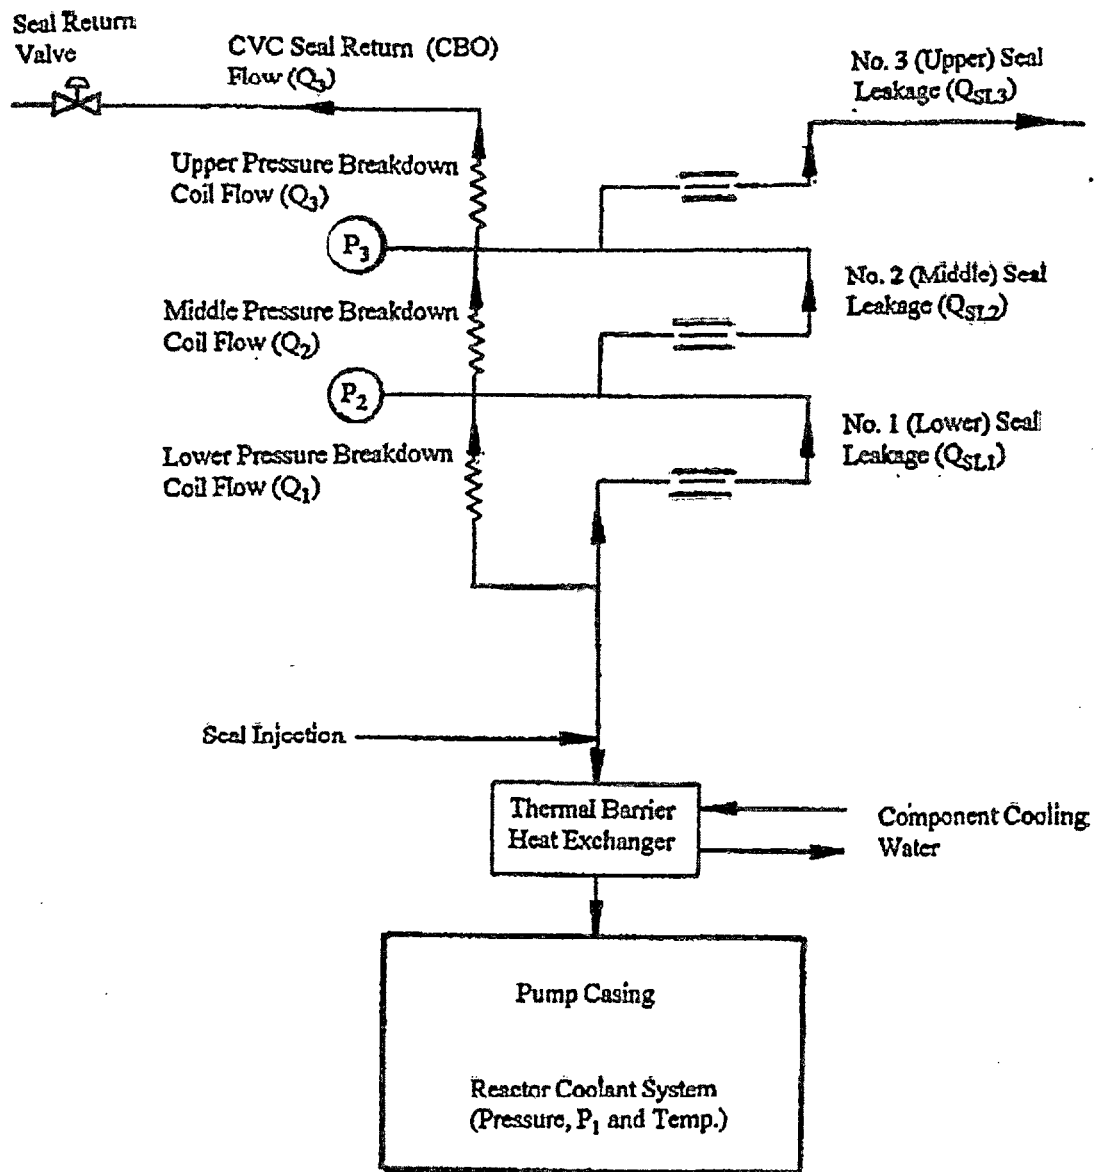 Seal Return
Valve
CVC Seal Return (CBO)
Flow (Q3)
No. 3 (Upper) Seal
Leakage (QSL3)
Upper Pressure Breakdown
Coil Flow (Q3)
P3
No. 2 (Middle) Seal
Leakage (QSL2)
Middle Pressure Breakdown
Coil Flow (Q2)
P2
No. 1 (Lower) Seal
Leakage (QSL1)
Lower Pressure Breakdown
Coil Flow (Q1)
Seal Injection
Thermal Barrier
Heat Exchanger
Component Cooling
Water
Pump Casing
Reactor Coolant System
(Pressure, P1 and Temp.)